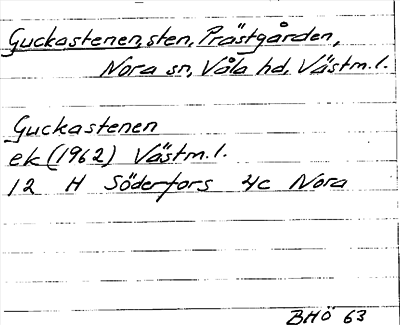 Guckastenen, sten, Prästgården,
Nora sn, Våla hd, Västm.l.
Guckastenen
ek (1962) Västm.l.
12 H Söderfors 4c Nora
BHÖ 63